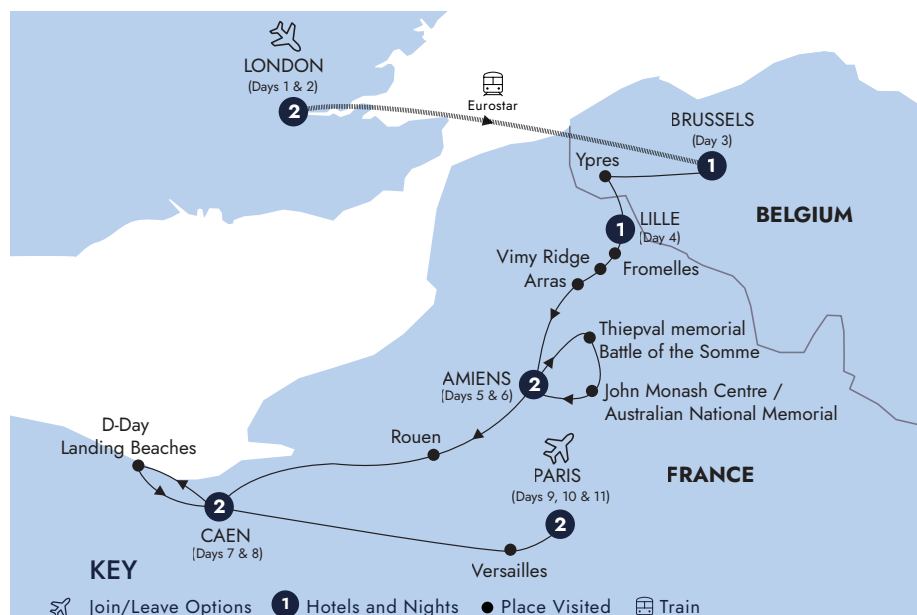 LONDON
(Days 1 & 2)
2
Eurostar
BRUSSELS
(Day 3)
1
Ypres
BELGIUM
LILLE
1
(Day 4)
Vimy Ridge
Fromelles
Arras
Thiepval memorial
Battle of the Somme
AMIENS
(Days 5 & 6)
2
John Monash Centre /
Australian National Memorial
D-Day
Landing Beaches
Rouen
PARIS
(Days 9, 10 & 11)
2
FRANCE
2
CAEN
(Days 7 & 8)
Versailles
KEY
Join/Leave Options
1 Hotels and Nights
Place Visited
Train